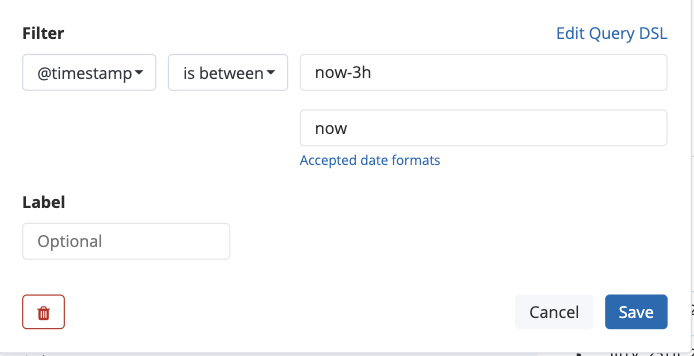 Filter
Edit Query DSL
@timestamp
is between
now-3h
now
Accepted date formats
Label
Optional
Cancel
Save